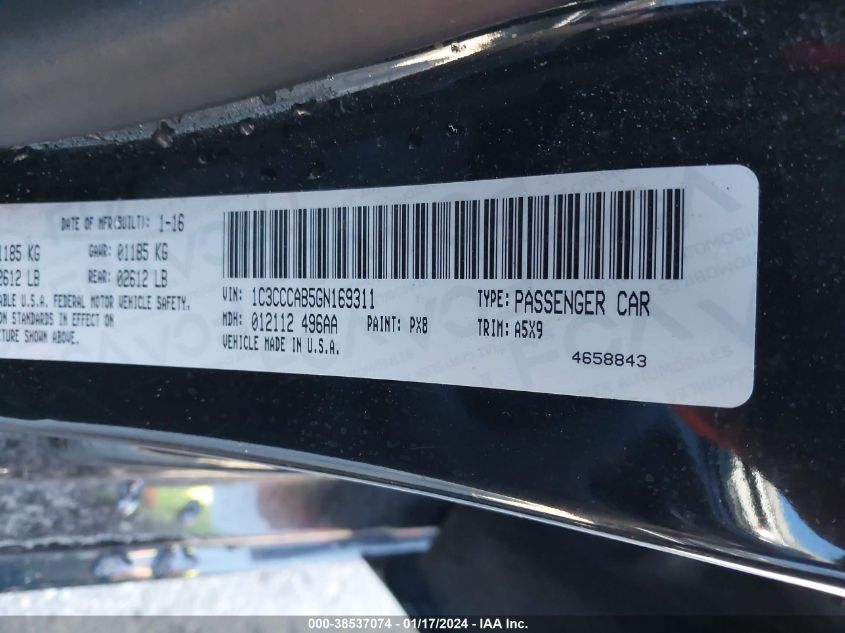 DATE OF MFR(BUILT): 1-16
1185 KG GAWR: 01185 KG
2612 LB REAR: 02612 LB
ABLE U.S.A. FEDERAL MOTOR VEHICLE SAFETY,
ON STANDARDS IN EFFECT ON
CTURE SHOWN ABOVE.
VIN: 1C3CCCAB5GN169311 TYPE: PASSENGER CAR
MDH: 012112 496AA PAINT: PX8 TRIM: A5X9
VEHICLE MADE IN U.S.A.
4658843
000-38537074 - 01/17/2024 - IAA Inc.